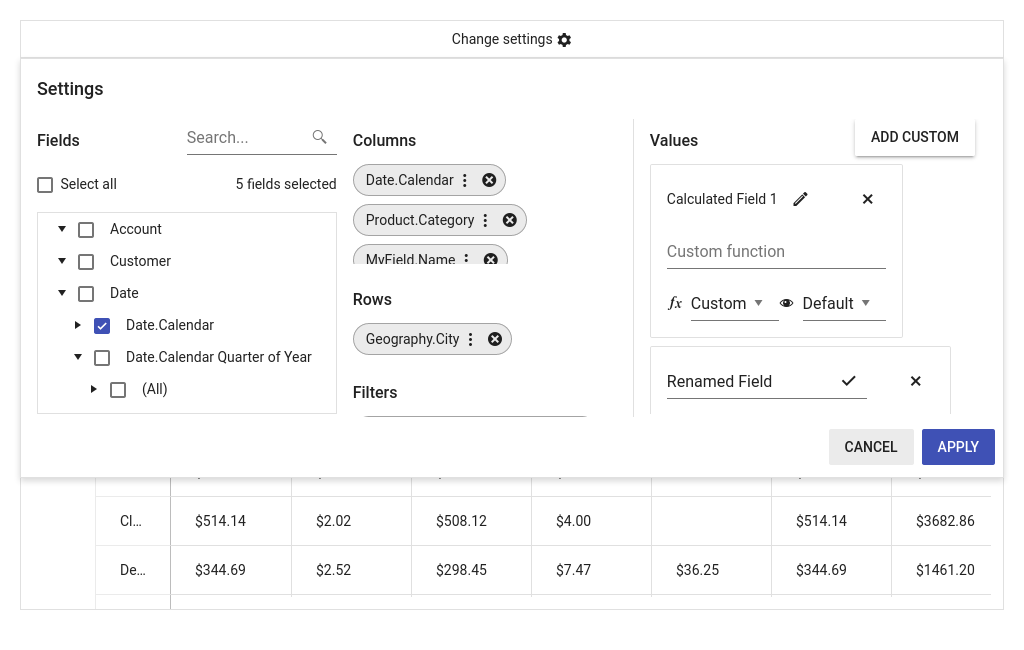 Change settings
Settings
Fields
Search...
Select all
5 fields selected
Account
Customer
Date
Date.Calendar
Date.Calendar Quarter of Year
(All)
Columns
Date.Calendar
Product.Category
MyField.Name
Rows
Geography.City
Filters
Values
ADD CUSTOM
Calculated Field 1
Custom function
fx Custom Default
Renamed Field
CANCEL APPLY
Cl... $514.14 $2.02 $508.12 $4.00 $514.14 $3682.86
De... $344.69 $2.52 $298.45 $7.47 $36.25 $344.69 $1461.20